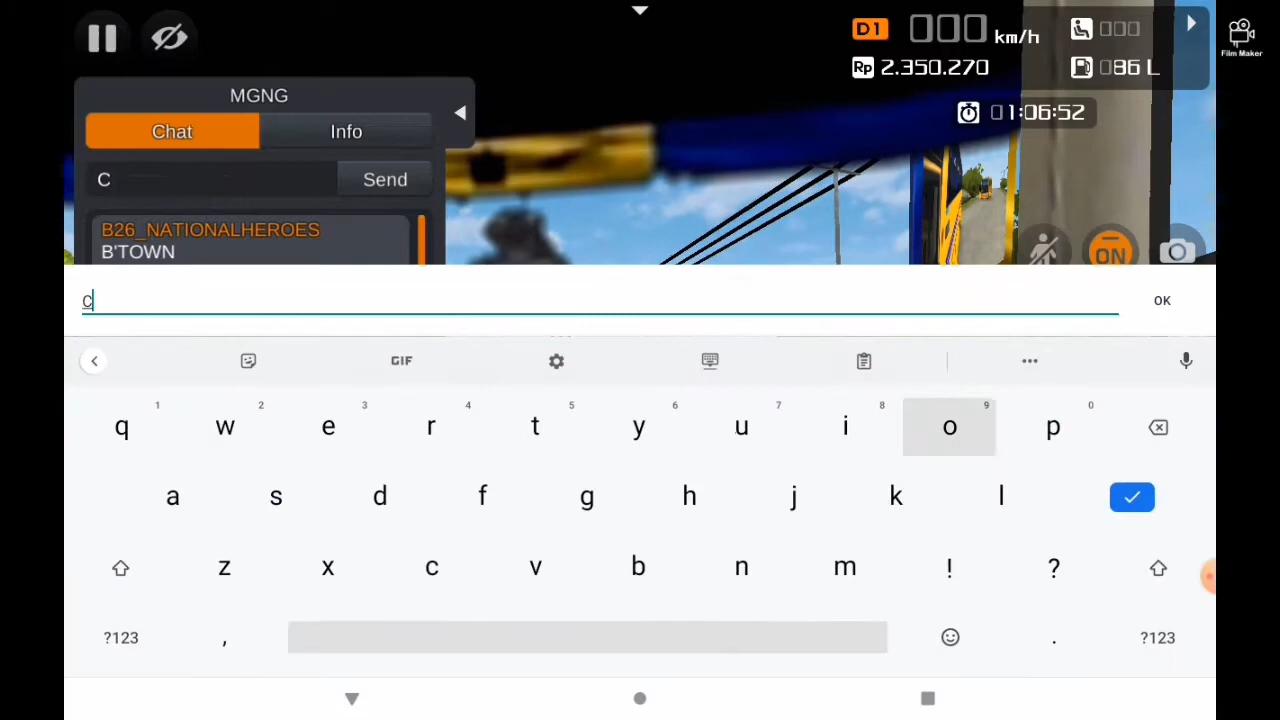 D1 000 km/h 000
Rp 2.350.270 086 L
01:06:52
Film Maker
MGNG
Chat Info
C Send
B26_NATIONALHEROES
B'TOWN
ON
C OK
GIF
1 2 3 4 5 6 7 8 9 0
q w e r t y u i o p
a s d f g h j k l
z x c v b n m ! ?
?123 , . ?123